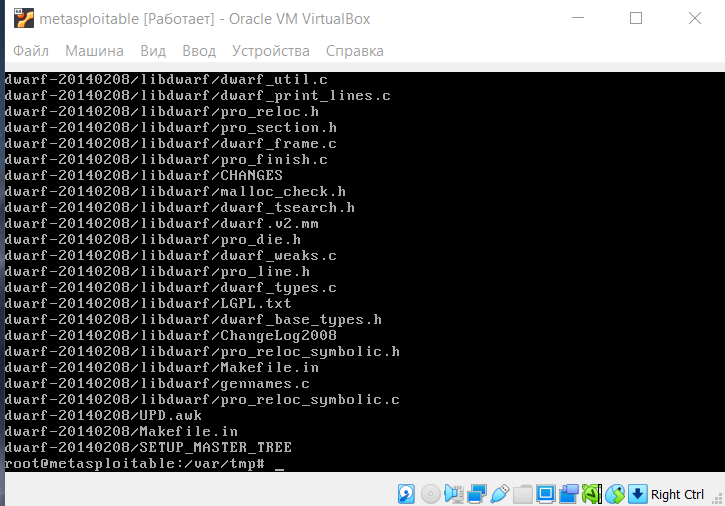 metasploitable [Работает] - Oracle VM VirtualBox
Файл Машина Вид Ввод Устройства Справка
dwarf-20140208/libdwarf/dwarf_util.c
dwarf-20140208/libdwarf/dwarf_print_lines.c
dwarf-20140208/libdwarf/pro_reloc.h
dwarf-20140208/libdwarf/pro_section.h
dwarf-20140208/libdwarf/dwarf_frame.c
dwarf-20140208/libdwarf/pro_finish.c
dwarf-20140208/libdwarf/CHANGES
dwarf-20140208/libdwarf/malloc_check.h
dwarf-20140208/libdwarf/dwarf_tsearch.h
dwarf-20140208/libdwarf/dwarf.v2.mm
dwarf-20140208/libdwarf/pro_die.h
dwarf-20140208/libdwarf/dwarf_weaks.c
dwarf-20140208/libdwarf/pro_line.h
dwarf-20140208/libdwarf/dwarf_types.c
dwarf-20140208/libdwarf/LGPL.txt
dwarf-20140208/libdwarf/dwarf_base_types.h
dwarf-20140208/libdwarf/ChangeLog2008
dwarf-20140208/libdwarf/pro_reloc_symbolic.h
dwarf-20140208/libdwarf/Makefile.in
dwarf-20140208/libdwarf/gennames.c
dwarf-20140208/libdwarf/pro_reloc_symbolic.c
dwarf-20140208/UPD.awk
dwarf-20140208/Makefile.in
dwarf-20140208/SETUP_MASTER_TREE
root@metasploitable:/var/tmp# _
Right Ctrl